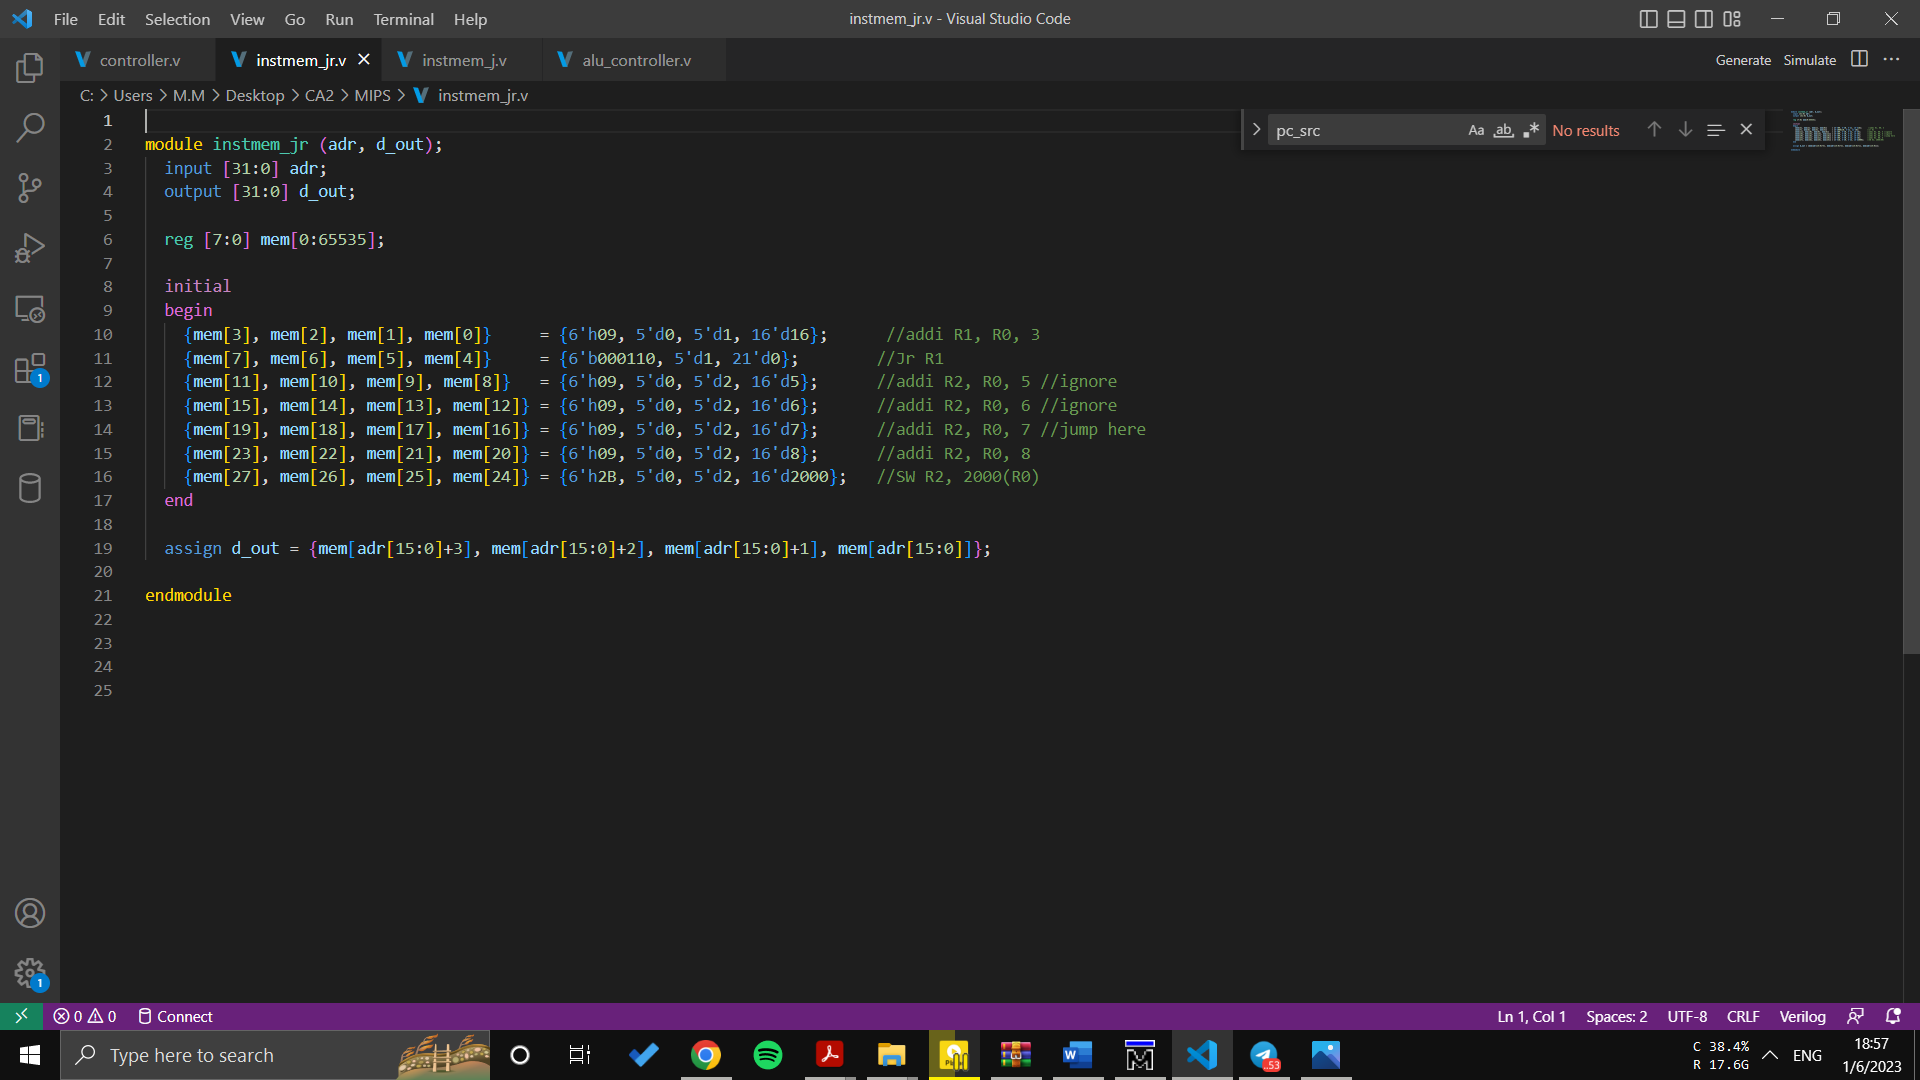 File Edit Selection View Go Run Terminal Help
instmem_jr.v - Visual Studio Code
controller.v instmem_jr.v instmem_j.v alu_controller.v
Generate Simulate
C: > Users > M.M > Desktop > CA2 > MIPS > instmem_jr.v
pc_src Aa ab No results
1
2 module instmem_jr (adr, d_out);
3 input [31:0] adr;
4 output [31:0] d_out;
5
6 reg [7:0] mem[0:65535];
7
8 initial
9 begin
10 {mem[3], mem[2], mem[1], mem[0]} = {6'h09, 5'd0, 5'd1, 16'd16}; //addi R1, R0, 3
11 {mem[7], mem[6], mem[5], mem[4]} = {6'b000110, 5'd1, 21'd0}; //Jr R1
12 {mem[11], mem[10], mem[9], mem[8]} = {6'h09, 5'd0, 5'd2, 16'd5}; //addi R2, R0, 5 //ignore
13 {mem[15], mem[14], mem[13], mem[12]} = {6'h09, 5'd0, 5'd2, 16'd6}; //addi R2, R0, 6 //ignore
14 {mem[19], mem[18], mem[17], mem[16]} = {6'h09, 5'd0, 5'd2, 16'd7}; //addi R2, R0, 7 //jump here
15 {mem[23], mem[22], mem[21], mem[20]} = {6'h09, 5'd0, 5'd2, 16'd8}; //addi R2, R0, 8
16 {mem[27], mem[26], mem[25], mem[24]} = {6'h2B, 5'd0, 5'd2, 16'd2000}; //SW R2, 2000(R0)
17 end
18
19 assign d_out = {mem[adr[15:0]+3], mem[adr[15:0]+2], mem[adr[15:0]+1], mem[adr[15:0]]};
20
21 endmodule
22
23
24
25
1
1
0 0 Connect
Ln 1, Col 1 Spaces: 2 UTF-8 CRLF Verilog
Type here to search
53
C 38.4%
R 17.6G
ENG
18:57
1/6/2023